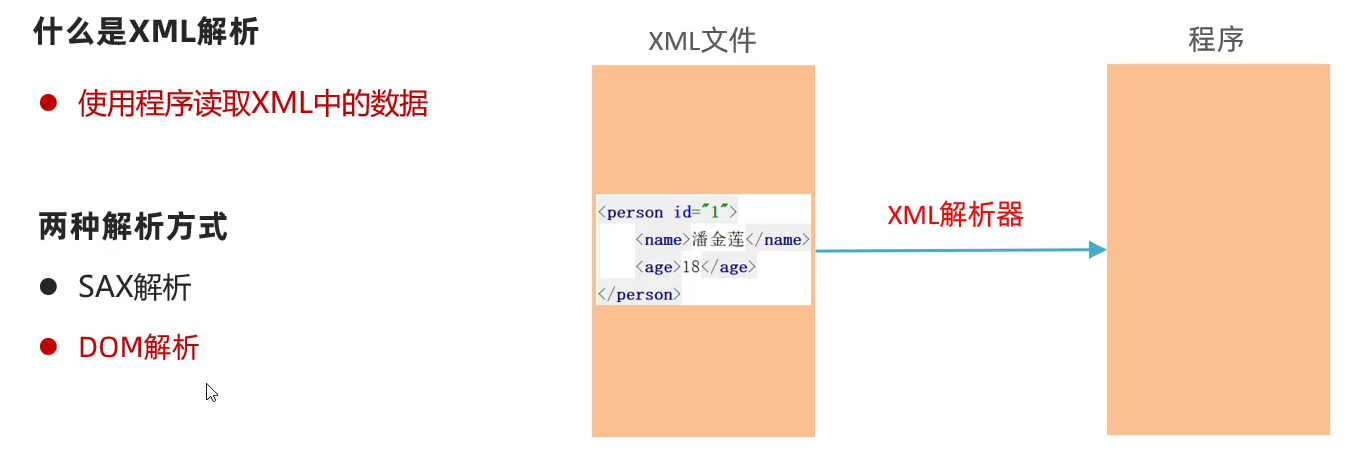 什么是XML解析
使用程序读取XML中的数据
两种解析方式
SAX解析
DOM解析
XML文件
<person id="1">
<name>潘金莲</name>
<age>18</age>
</person>
XML解析器
程序